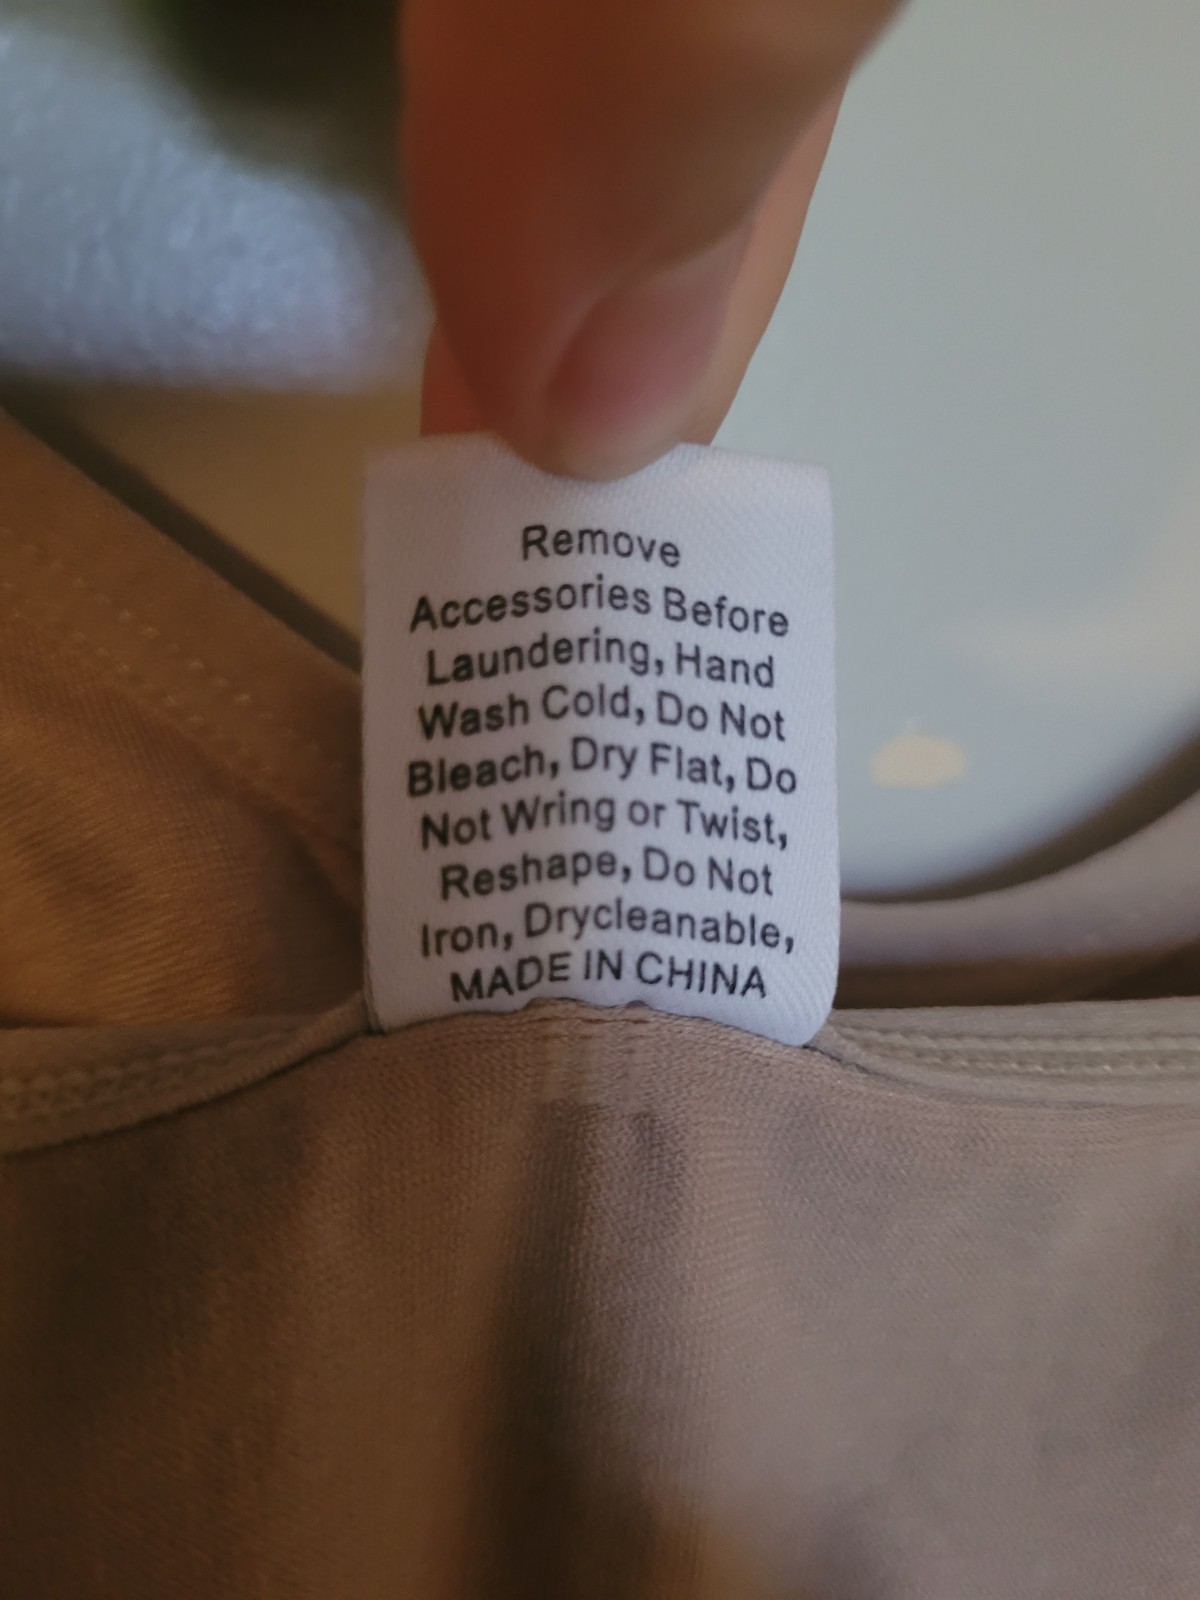 Remove
Accessories Before
Laundering, Hand
Wash Cold, Do Not
Bleach, Dry Flat, Do
Not Wring or Twist,
Reshape, Do Not
Iron, Drycleanable,
MADE IN CHINA